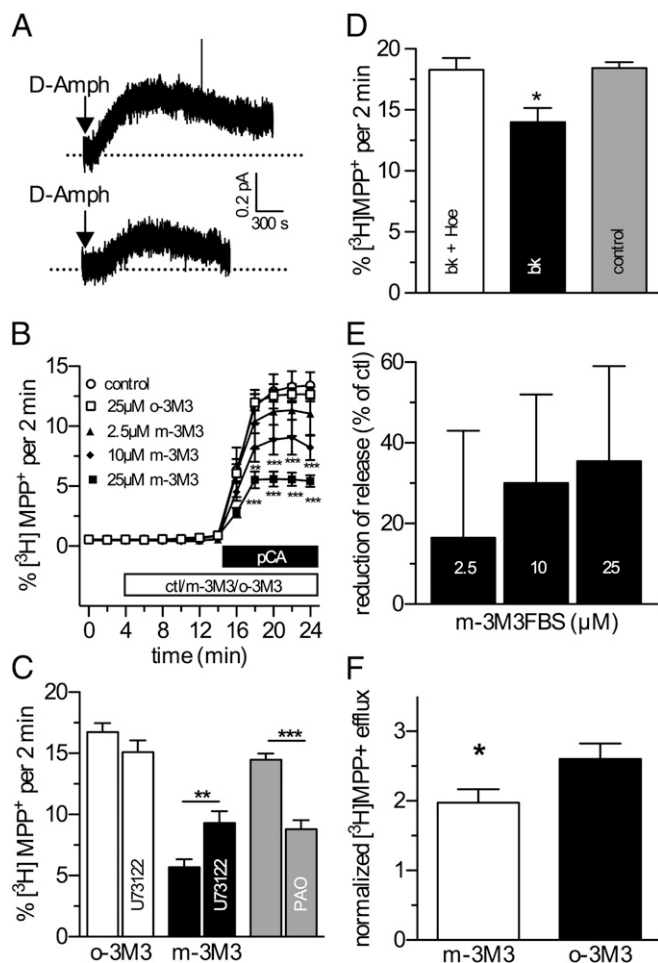 A
D-Amph
D-Amph
0.2 pA
300 s
B
% [³H] MPP⁺ per 2 min
15
10
5
0
control
25µM o-3M3
2.5µM m-3M3
10µM m-3M3
25µM m-3M3
** *** *** ***
*** *** *** ***
pCA
ctl/m-3M3/o-3M3
0 4 8 12 16 20 24
time (min)
C
% [³H] MPP⁺ per 2 min
20
15
10
5
0
U73122
**
U73122
***
PAO
o-3M3 m-3M3
D
% [³H]MPP⁺ per 2 min
20
15
10
5
0
bk + Hoe
*
bk
control
E
reduction of release (% of ctl)
60
40
20
0
2.5 10 25
m-3M3FBS (µM)
F
normalized [³H]MPP+ efflux
3
2
1
0
*
m-3M3 o-3M3